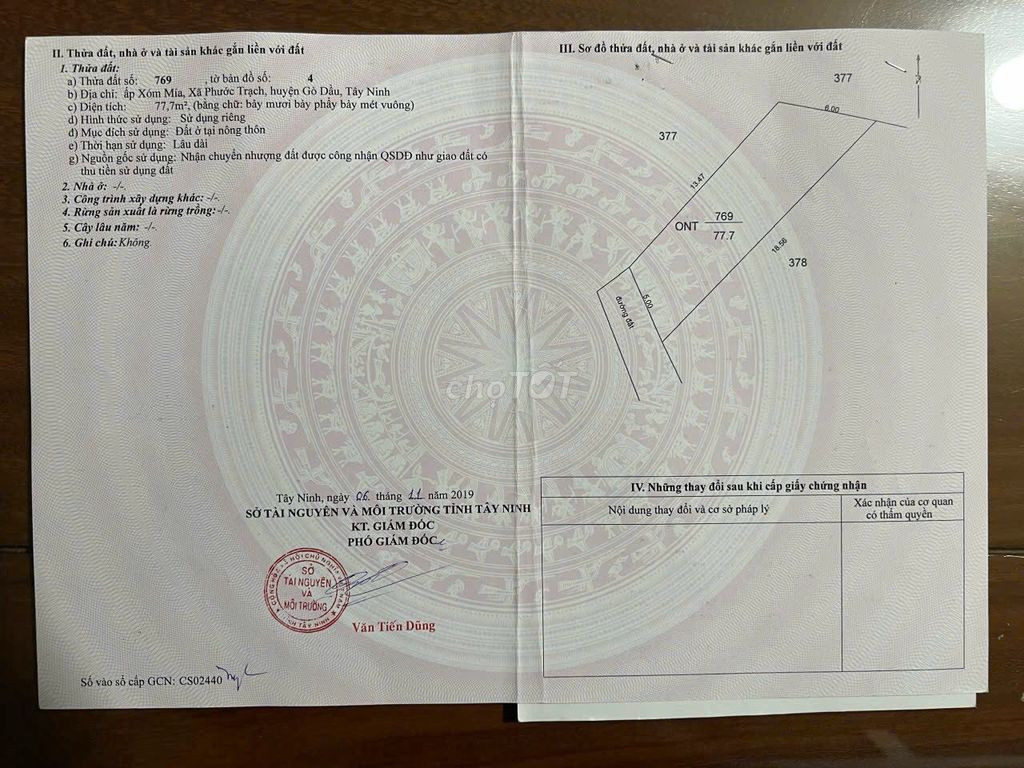 II. Thửa đất, nhà ở và tài sản khác gắn liền với đất
1. Thửa đất:
a) Thửa đất số: 769 , tờ bản đồ số: 4
b) Địa chỉ: ấp Xóm Mía, Xã Phước Trạch, huyện Gò Dầu, Tây Ninh
c) Diện tích: 77,7m², (bằng chữ: bảy mươi bảy phẩy bảy mét vuông)
d) Hình thức sử dụng: Sử dụng riêng
đ) Mục đích sử dụng: Đất ở tại nông thôn
e) Thời hạn sử dụng: Lâu dài
g) Nguồn gốc sử dụng: Nhận chuyển nhượng đất được công nhận QSDĐ như giao đất có
thu tiền sử dụng đất
2. Nhà ở: -/-.
3. Công trình xây dựng khác: -/-.
4. Rừng sản xuất là rừng trồng: -/-.
5. Cây lâu năm: -/-.
6. Ghi chú: Không.
Tây Ninh, ngày 06 tháng 11 năm 2019
SỞ TÀI NGUYÊN VÀ MÔI TRƯỜNG TỈNH TÂY NINH
KT. GIÁM ĐỐC
PHÓ GIÁM ĐỐC
SỞ
TÀI NGUYÊN
VÀ
MÔI TRƯỜNG
TỈNH TÂY NINH
Văn Tiến Dũng
Số vào sổ cấp GCN: CS02440
III. Sơ đồ thửa đất, nhà ở và tài sản khác gắn liền với đất
377
6.00
377
13.47
769
ONT
77.7
18.56
378
5.00
đường đất
chợTỐT
IV. Những thay đổi sau khi cấp giấy chứng nhận
Nội dung thay đổi và cơ sở pháp lý
Xác nhận của cơ quan
có thẩm quyền